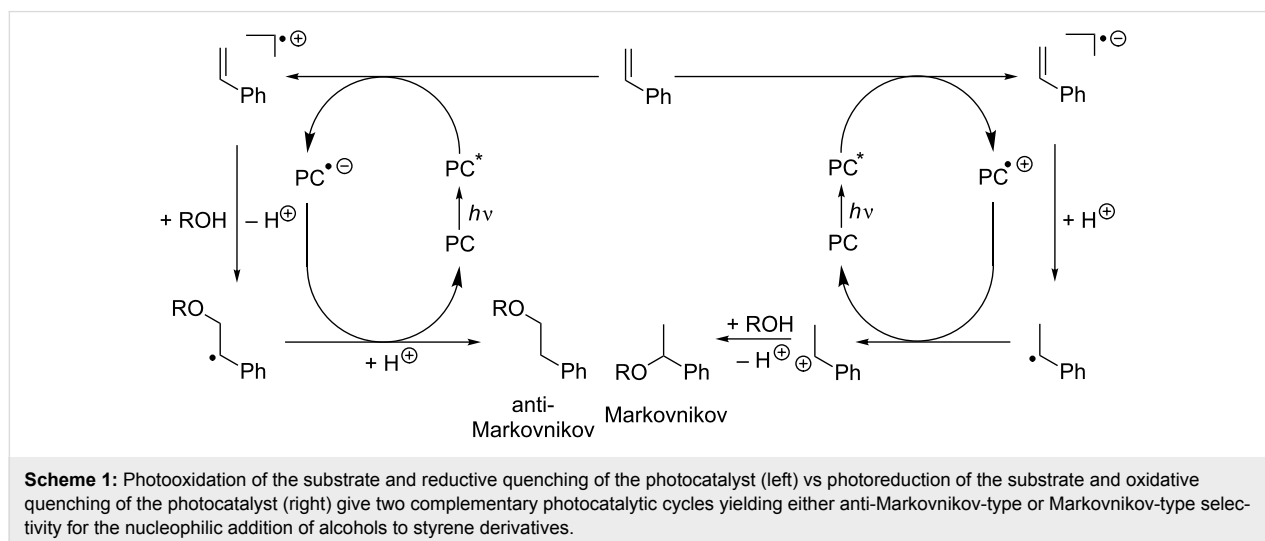 •⊕
•⊖
Ph
Ph
Ph
PC•⊖
PC*
PC*
PC•⊕
+ ROH
– H⊕
hν
hν
+ H⊕
PC
PC
RO
•
Ph
+ H⊕
RO
Ph
+ ROH
– H⊕
RO
Ph
⊕
Ph
•
Ph
anti-
Markovnikov
Markovnikov
Scheme 1: Photooxidation of the substrate and reductive quenching of the photocatalyst (left) vs photoreduction of the substrate and oxidative
quenching of the photocatalyst (right) give two complementary photocatalytic cycles yielding either anti-Markovnikov-type or Markovnikov-type selec-
tivity for the nucleophilic addition of alcohols to styrene derivatives.